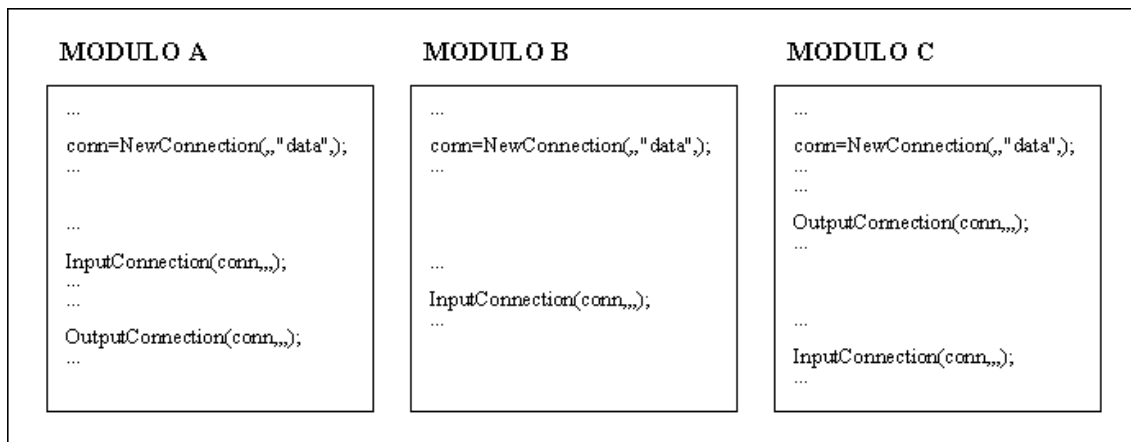 MODULO A
...
conn=NewConnection(,,"data",);
...
...
InputConnection(conn,,,);
...
...
OutputConnection(conn,,,);
...
MODULO B
...
conn=NewConnection(,,"data",);
...
...
InputConnection(conn,,,);
...
MODULO C
...
conn=NewConnection(,,"data",);
...
...
OutputConnection(conn,,,);
...
...
InputConnection(conn,,,);
...